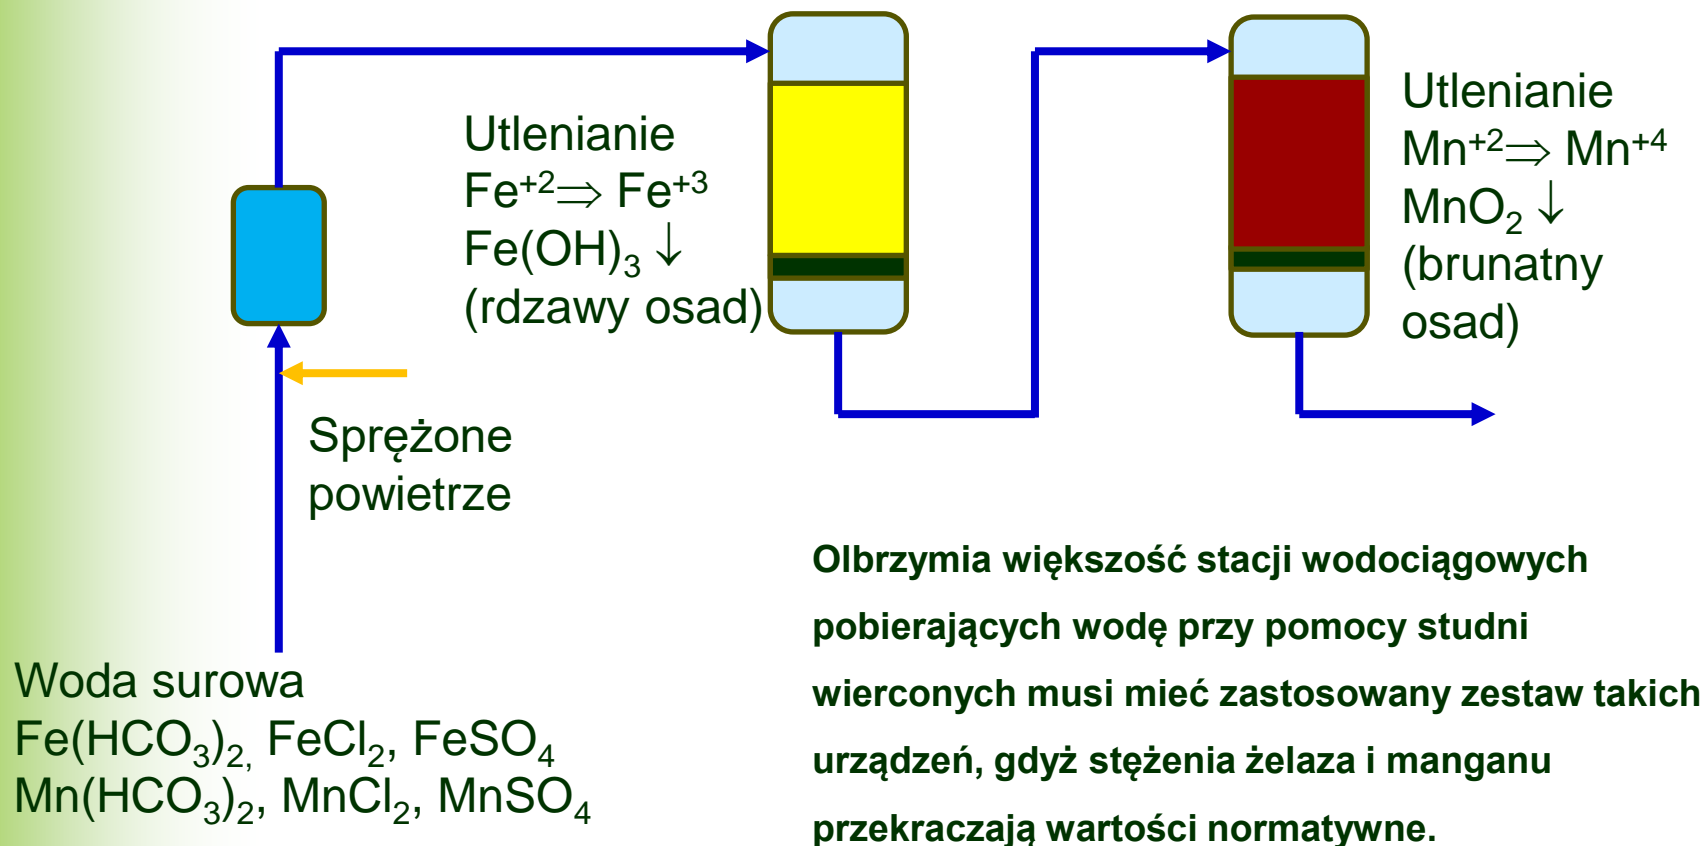 Utlenianie
Fe⁺²⇒ Fe⁺³
Fe(OH)₃ ↓
(rdzawy osad)
Utlenianie
Mn⁺²⇒ Mn⁺⁴
MnO₂ ↓
(brunatny
osad)
Sprężone
powietrze
Woda surowa
Fe(HCO₃)₂, FeCl₂, FeSO₄
Mn(HCO₃)₂, MnCl₂, MnSO₄
Olbrzymia większość stacji wodociągowych
pobierających wodę przy pomocy studni
wierconych musi mieć zastosowany zestaw takich
urządzeń, gdyż stężenia żelaza i manganu
przekraczają wartości normatywne.